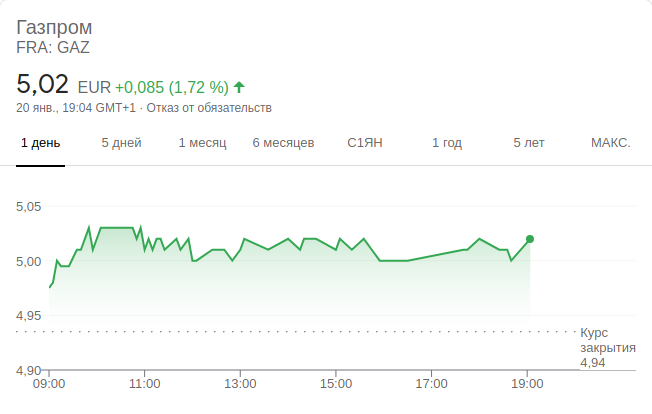 Газпром
FRA: GAZ
5,02 EUR +0,085 (1,72 %)
20 янв., 19:04 GMT+1 · Отказ от обязательств
1 день 5 дней 1 месяц 6 месяцев С1ЯН 1 год 5 лет МАКС.
5,05
5,00
4,95
Курс
закрытия
4,94
4,90
09:00 11:00 13:00 15:00 17:00 19:00